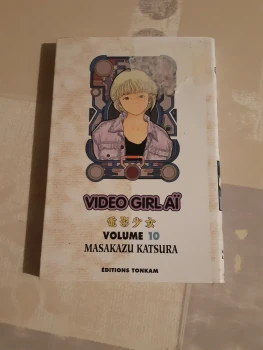 VIDEO GIRL AÏ
電影少女
VOLUME 10
MASAKAZU KATSURA
ÉDITIONS TONKAM